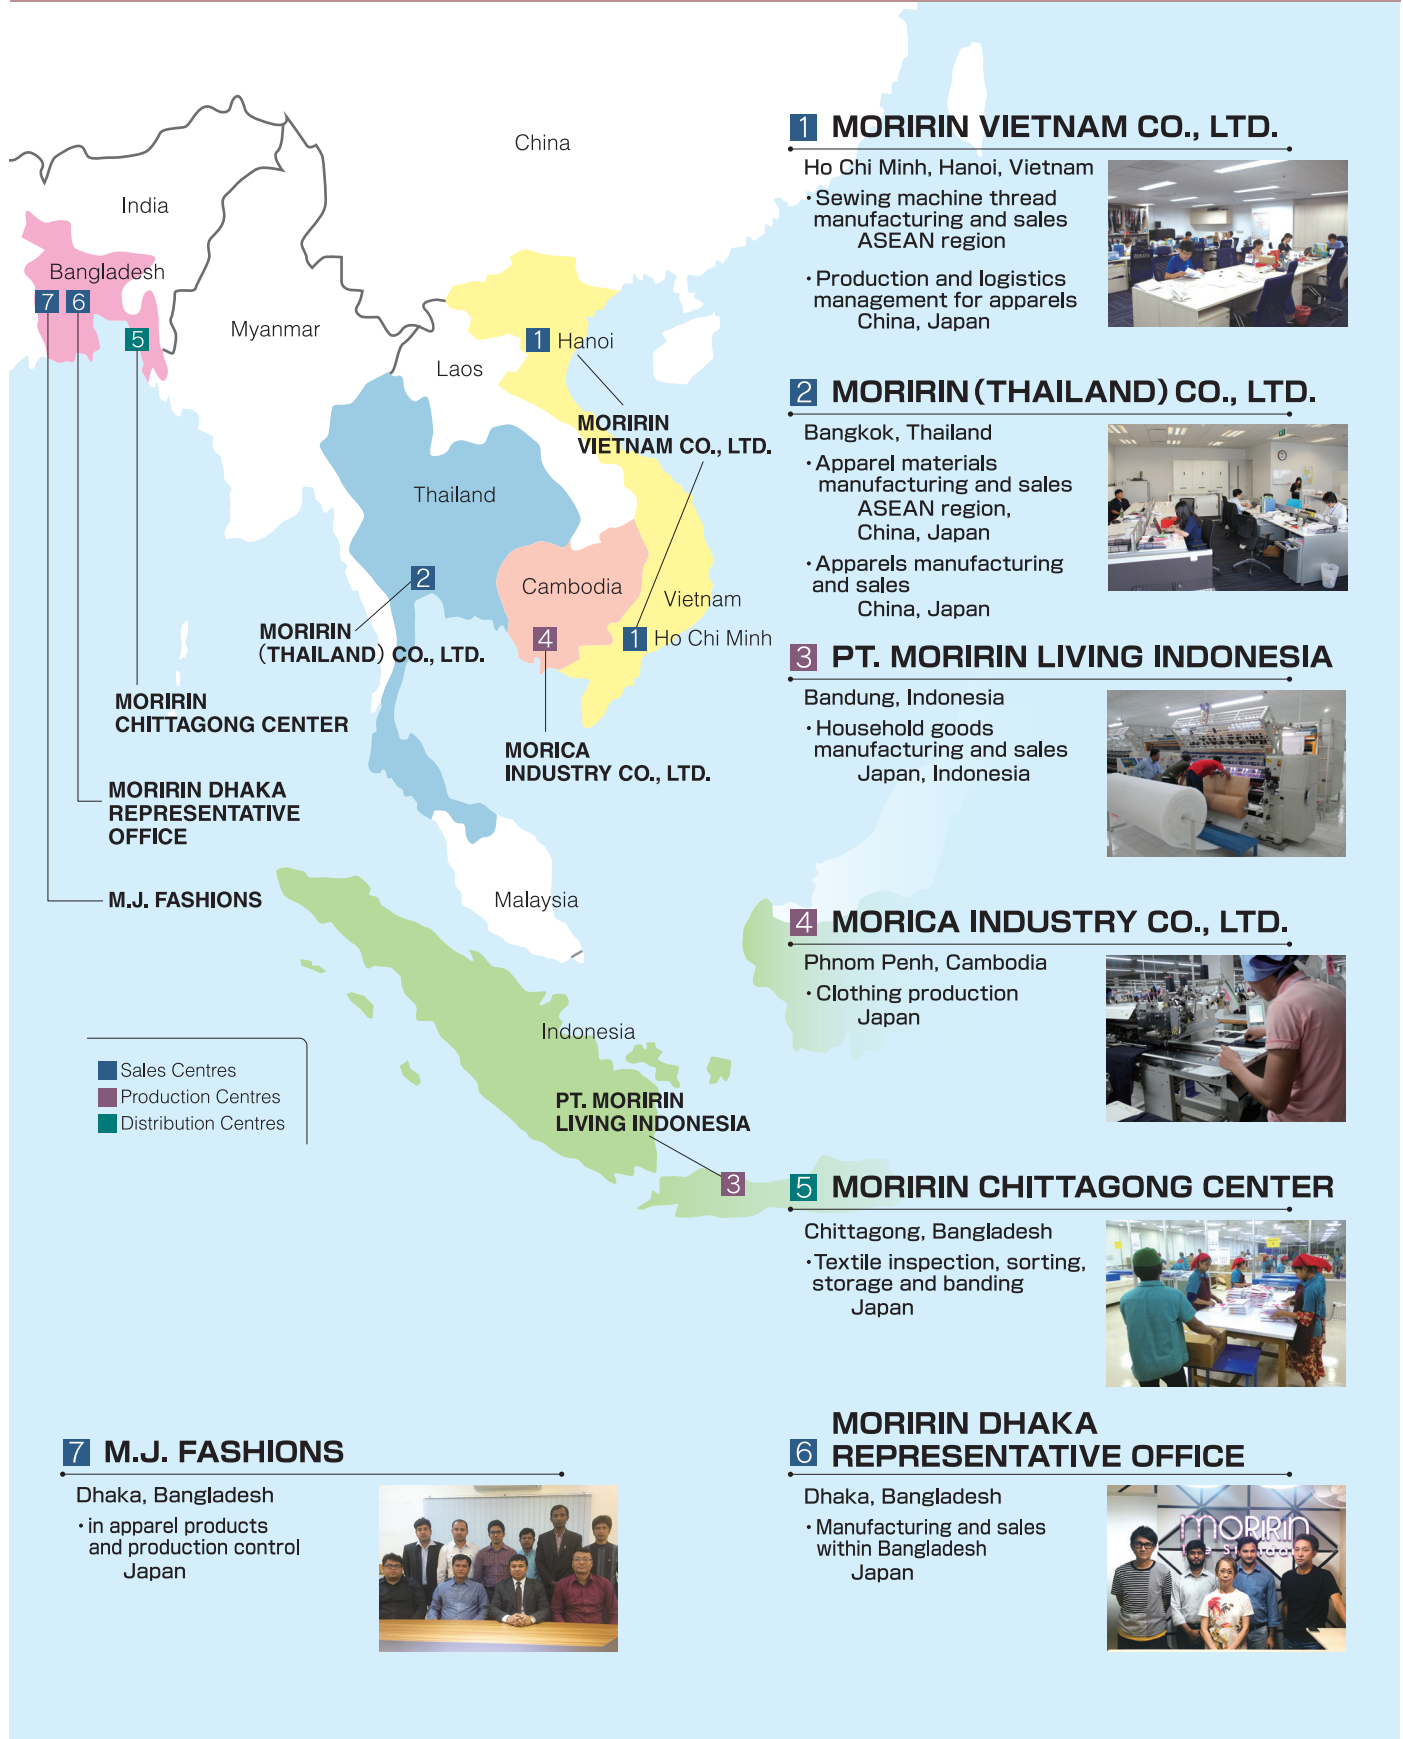 China
India
Bangladesh
7 6
5
Myanmar
1 Hanoi
Laos
MORIRIN
VIETNAM CO., LTD.
Thailand
2
Cambodia
Vietnam
4
1 Ho Chi Minh
MORIRIN
(THAILAND) CO., LTD.
MORIRIN
CHITTAGONG CENTER
MORICA
INDUSTRY CO., LTD.
MORIRIN DHAKA
REPRESENTATIVE
OFFICE
M.J. FASHIONS
Malaysia
Indonesia
Sales Centres
Production Centres
Distribution Centres
PT. MORIRIN
LIVING INDONESIA
3
1 MORIRIN VIETNAM CO., LTD.
Ho Chi Minh, Hanoi, Vietnam
・Sewing machine thread
manufacturing and sales
ASEAN region
・Production and logistics
management for apparels
China, Japan
2 MORIRIN (THAILAND) CO., LTD.
Bangkok, Thailand
・Apparel materials
manufacturing and sales
ASEAN region,
China, Japan
・Apparels manufacturing
and sales
China, Japan
3 PT. MORIRIN LIVING INDONESIA
Bandung, Indonesia
・Household goods
manufacturing and sales
Japan, Indonesia
4 MORICA INDUSTRY CO., LTD.
Phnom Penh, Cambodia
・Clothing production
Japan
5 MORIRIN CHITTAGONG CENTER
Chittagong, Bangladesh
・Textile inspection, sorting,
storage and banding
Japan
6 MORIRIN DHAKA
REPRESENTATIVE OFFICE
Dhaka, Bangladesh
・Manufacturing and sales
within Bangladesh
Japan
MORIRIN
7 M.J. FASHIONS
Dhaka, Bangladesh
・in apparel products
and production control
Japan